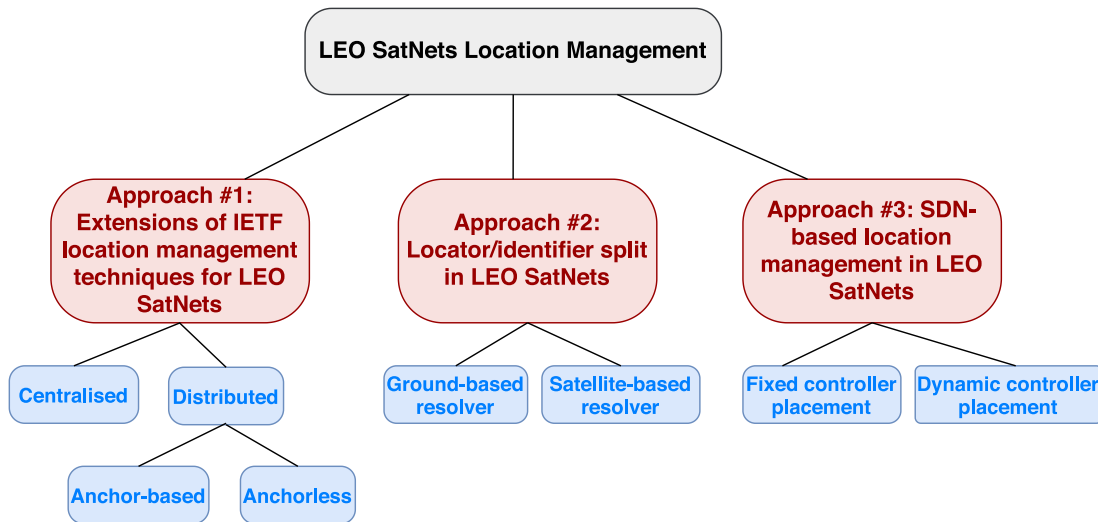 LEO SatNets Location Management
Approach #1:
Extensions of IETF
location management
techniques for LEO
SatNets
Approach #2:
Locator/identifier split
in LEO SatNets
Approach #3: SDN-
based location
management in LEO
SatNets
Centralised
Distributed
Ground-based
resolver
Satellite-based
resolver
Fixed controller
placement
Dynamic controller
placement
Anchor-based
Anchorless